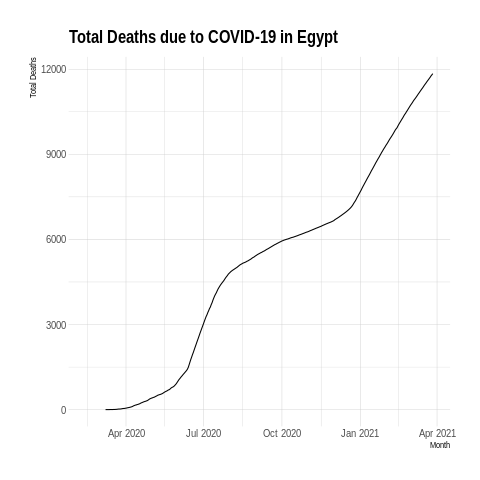 Total Deaths due to COVID-19 in Egypt
Total Deaths
12000
9000
6000
3000
0
Apr 2020 Jul 2020 Oct 2020 Jan 2021 Apr 2021
Month